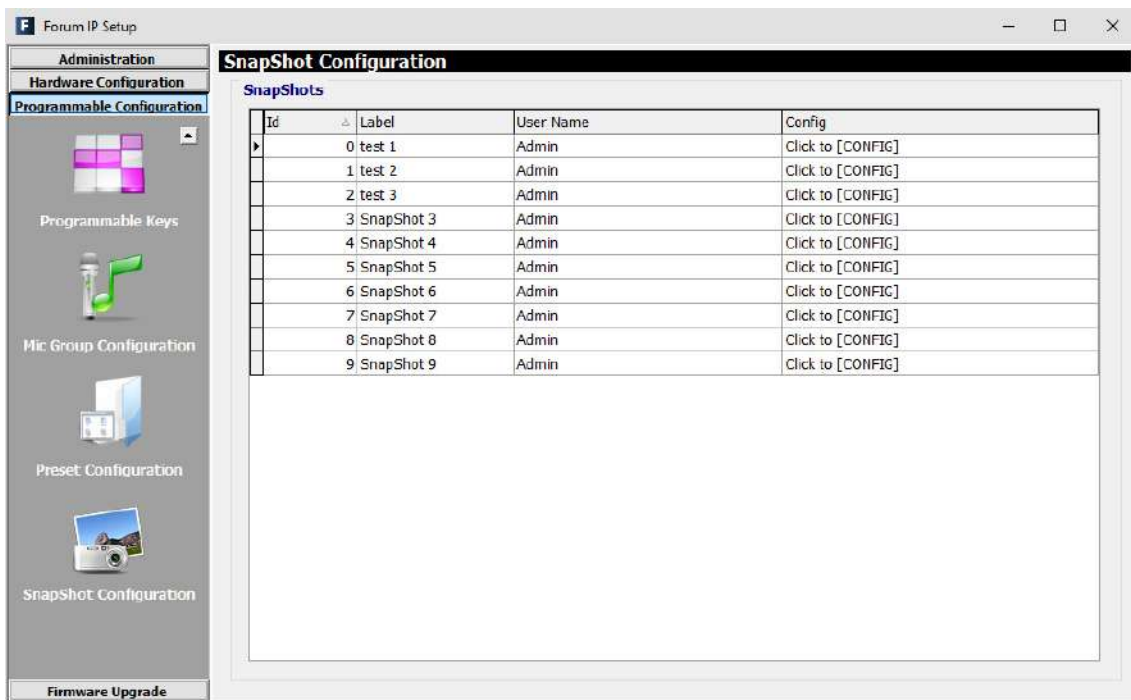 Forum IP Setup
Administration
Hardware Configuration
Programmable Configuration
Programmable Keys
Mic Group Configuration
Preset Configuration
SnapShot Configuration
Firmware Upgrade
SnapShot Configuration
SnapShots
Id Label User Name Config
0 test 1 Admin Click to [CONFIG]
1 test 2 Admin Click to [CONFIG]
2 test 3 Admin Click to [CONFIG]
3 SnapShot 3 Admin Click to [CONFIG]
4 SnapShot 4 Admin Click to [CONFIG]
5 SnapShot 5 Admin Click to [CONFIG]
6 SnapShot 6 Admin Click to [CONFIG]
7 SnapShot 7 Admin Click to [CONFIG]
8 SnapShot 8 Admin Click to [CONFIG]
9 SnapShot 9 Admin Click to [CONFIG]